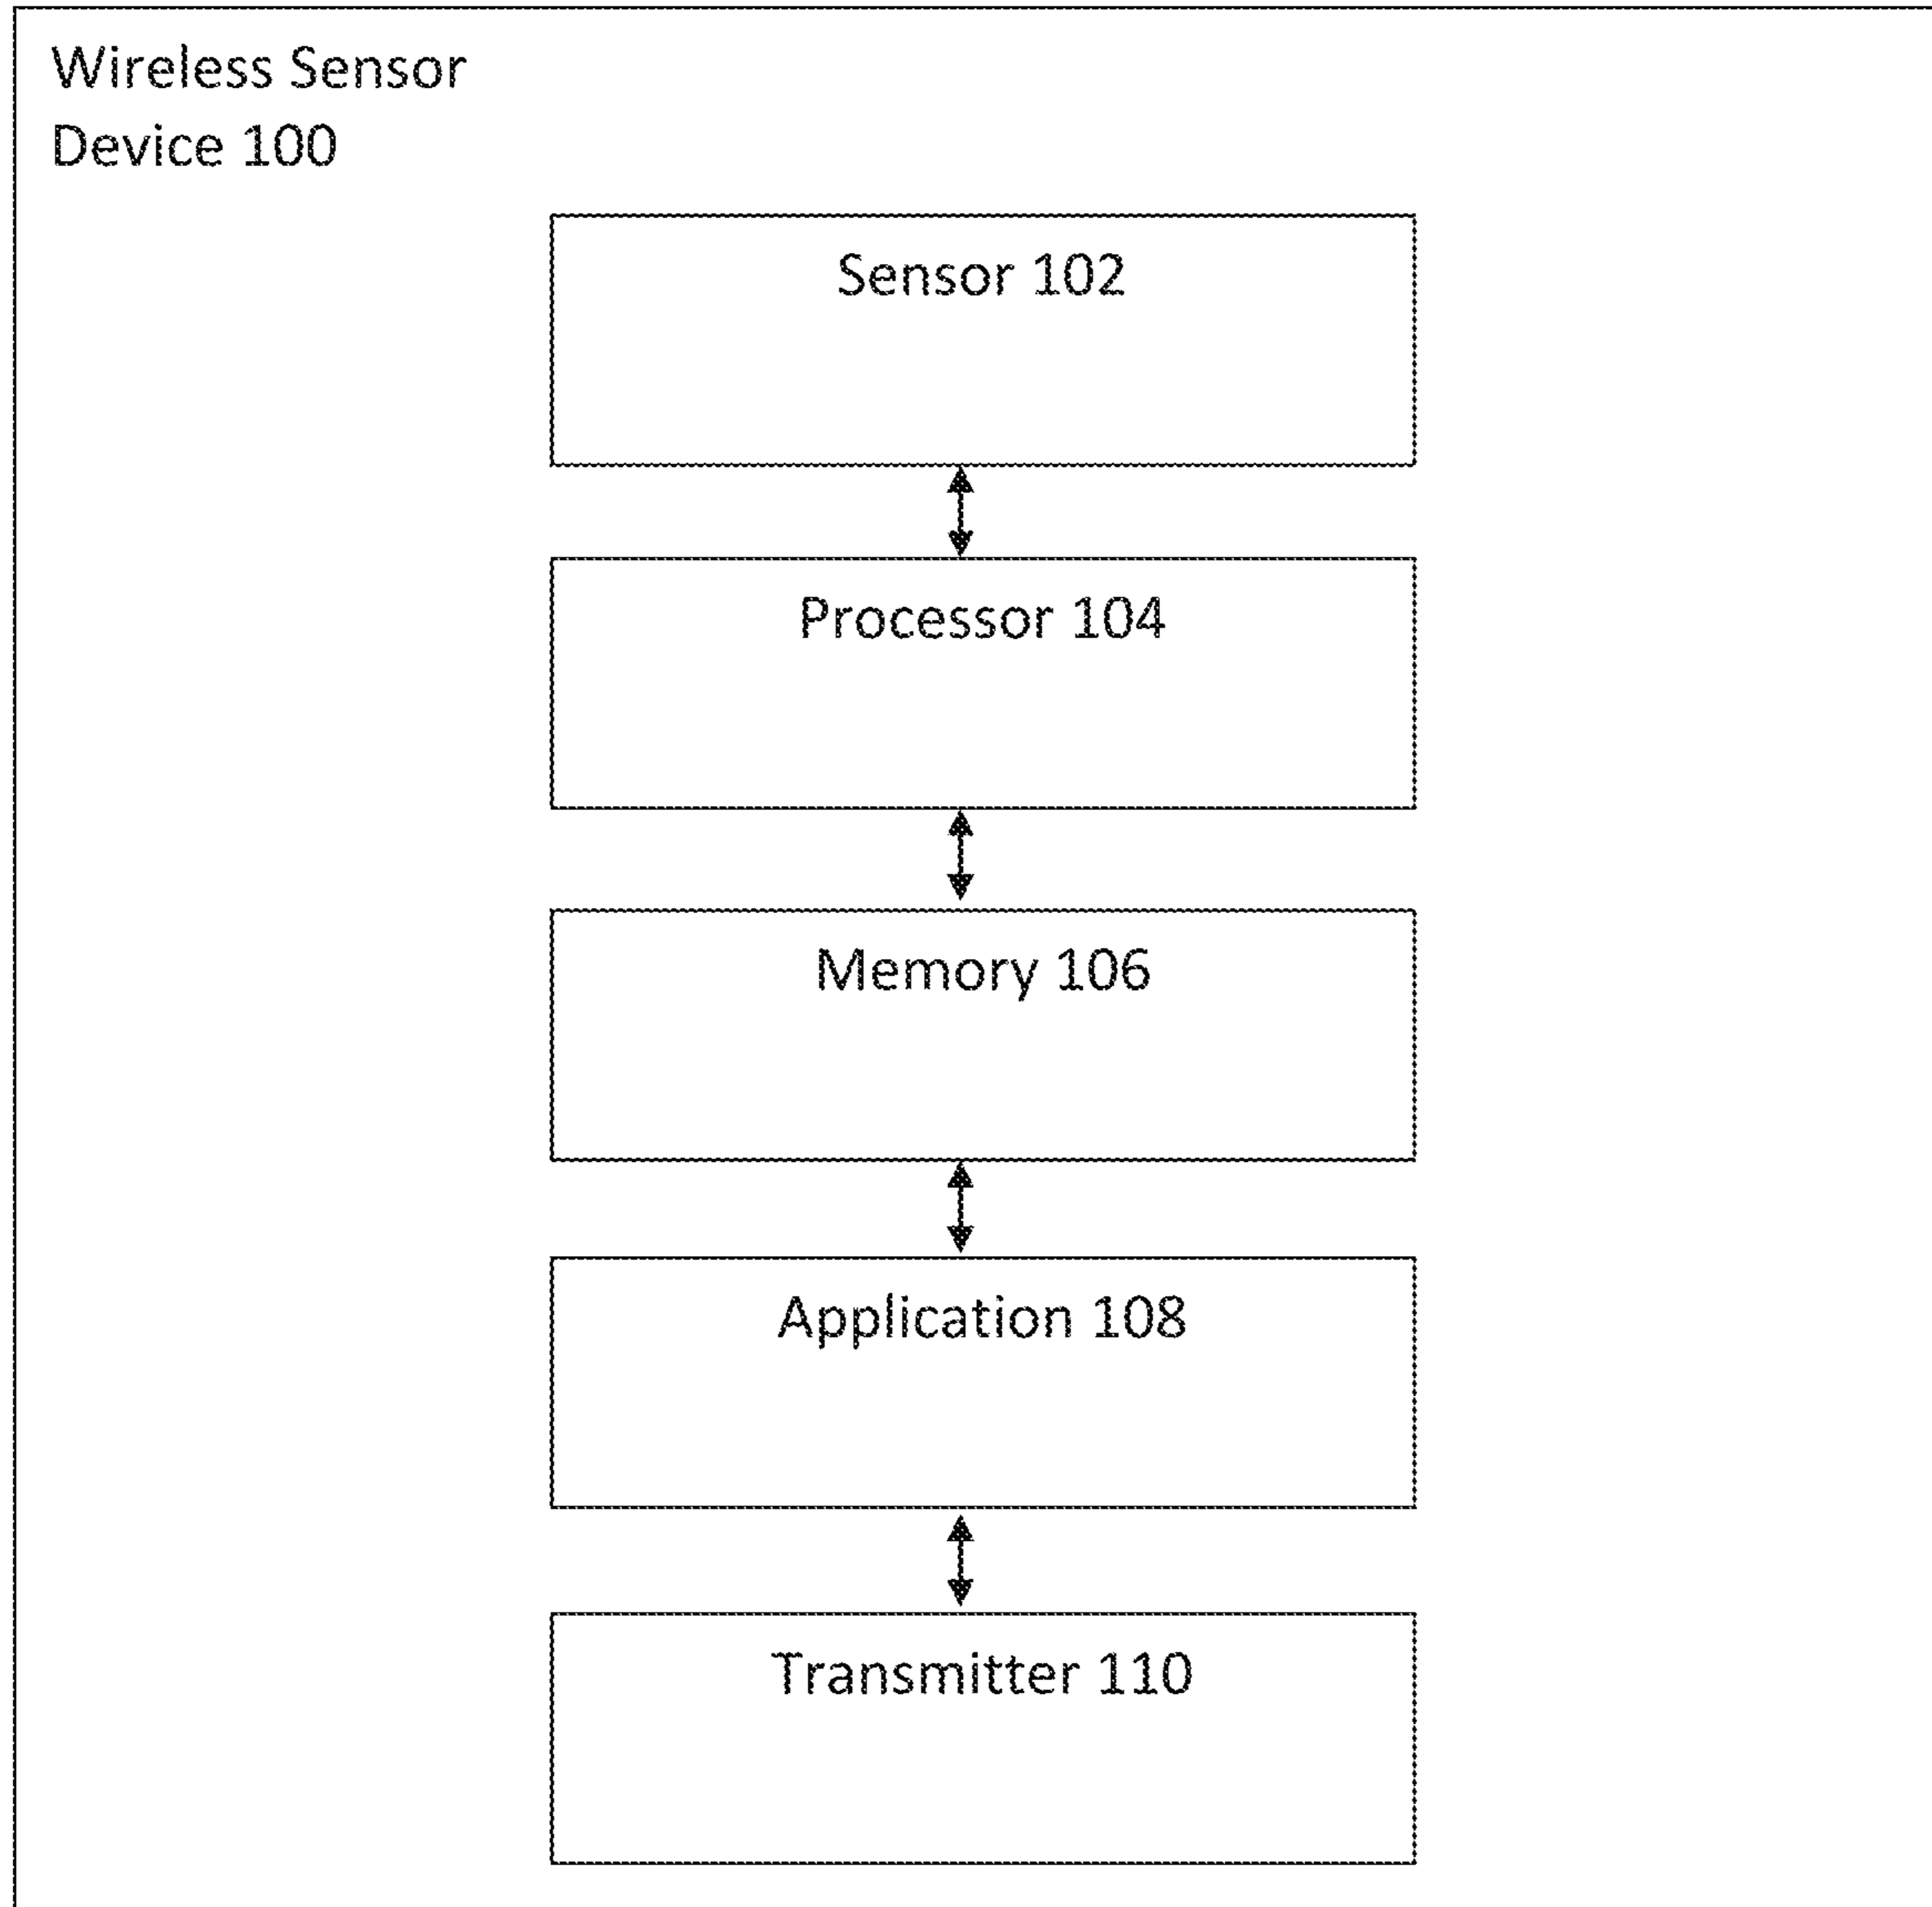 Wireless Sensor
Device 100
Sensor 102
Processor 104
Memory 106
Application 108
Transmitter 110